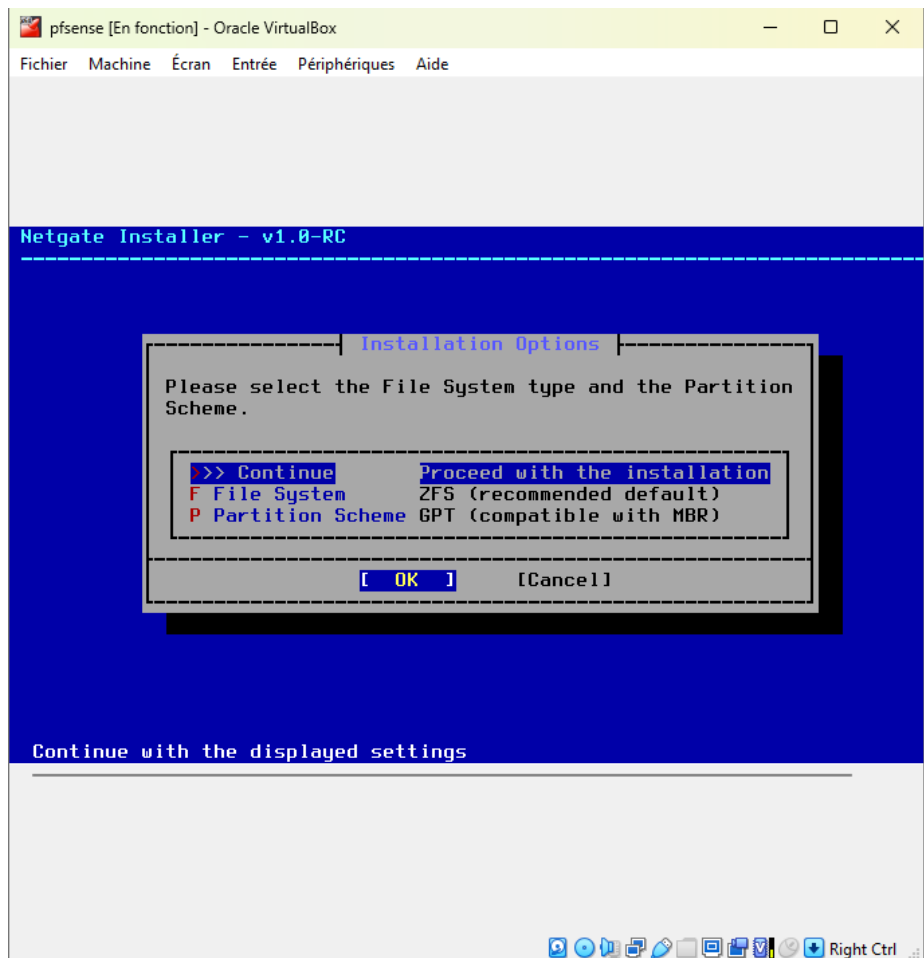 pfsense [En fonction] - Oracle VirtualBox
Fichier Machine Écran Entrée Périphériques Aide
Netgate Installer - v1.0-RC
Installation Options
Please select the File System type and the Partition
Scheme.
>>> Continue Proceed with the installation
F File System ZFS (recommended default)
P Partition Scheme GPT (compatible with MBR)
[ OK ] [Cancel]
Continue with the displayed settings
Right Ctrl